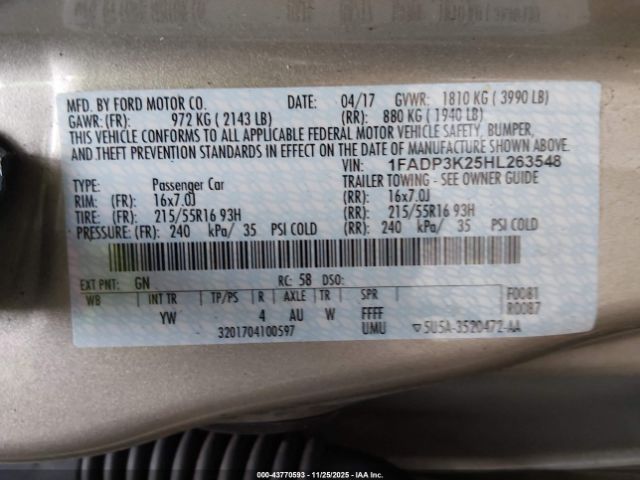 MFD. BY FORD MOTOR CO. DATE: 04/17 GVWR: 1810 KG ( 3990 LB)
GAWR: (FR): 972 KG ( 2143 LB) (RR): 880 KG ( 1940 LB)
THIS VEHICLE CONFORMS TO ALL APPLICABLE FEDERAL MOTOR VEHICLE SAFETY, BUMPER,
AND THEFT PREVENTION STANDARDS IN EFFECT ON THE DATE OF MANUFACTURE SHOWN ABOVE.
VIN: 1FADP3K25HL263548
TYPE: Passenger Car TRAILER TOWING - SEE OWNER GUIDE
RIM: (FR): 16x7.0J (RR): 16x7.0J
TIRE: (FR): 215/55R16 93H (RR): 215/55R16 93H
PRESSURE: (FR): 240 kPa/ 35 PSI COLD (RR): 240 kPa/ 35 PSI COLD
EXT PNT: GN RC: 58 DSO:
WB INT TR TP/PS R AXLE TR SPR F0081
YW 4 AU W FFFF R0087
3201704100597 UMU ▽5U5A-3520472-AA
000-43770593 - 11/25/2025 - IAAI.com